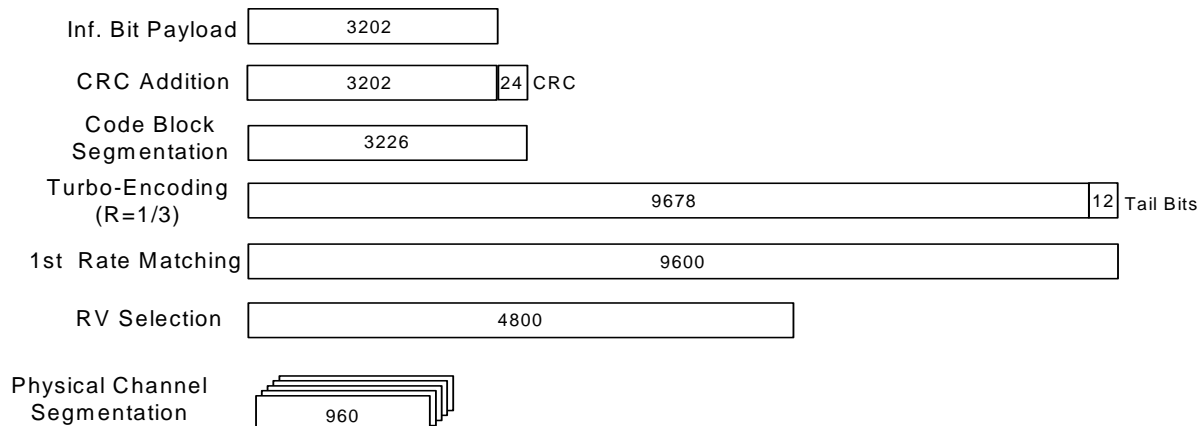 Inf. Bit Payload 3202
CRC Addition 3202 24 CRC
Code Block
Segmentation 3226
Turbo-Encoding
(R=1/3) 9678 12 Tail Bits
1st Rate Matching 9600
RV Selection 4800
Physical Channel
Segmentation 960